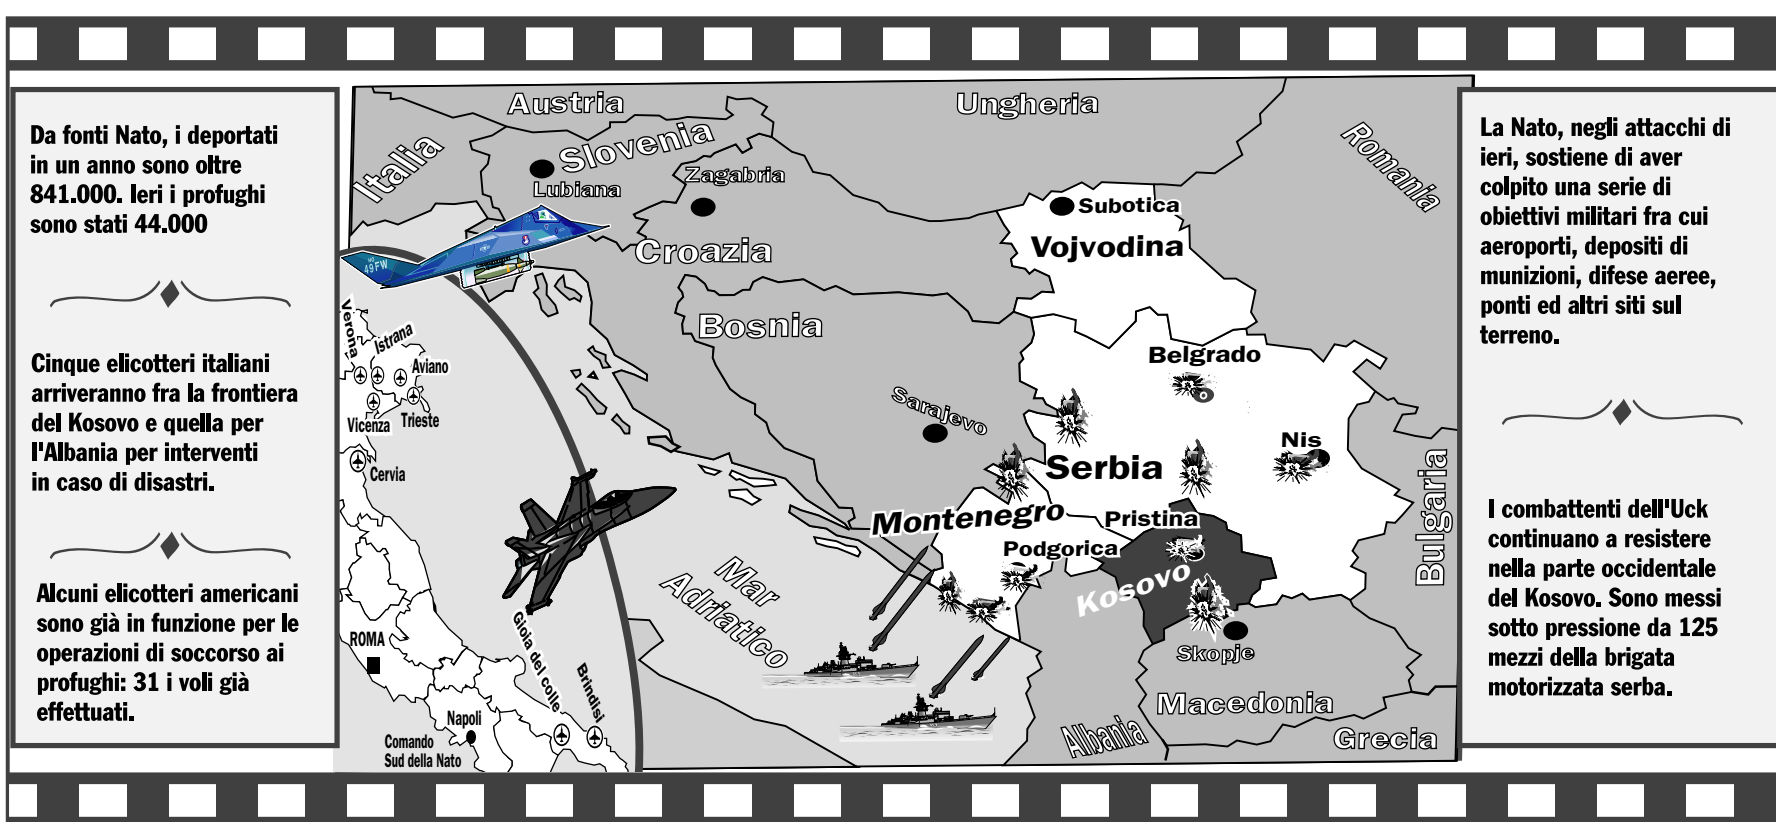 Da fonti Nato, i deportati
in un anno sono oltre
841.000. Ieri i profughi
sono stati 44.000
Cinque elicotteri italiani
arriveranno fra la frontiera
del Kosovo e quella per
l'Albania per interventi
in caso di disastri.
Alcuni elicotteri americani
sono già in funzione per le
operazioni di soccorso ai
profughi: 31 i voli già
effettuati.
Austria
Ungheria
Romania
Italia
Slovenia
Lubiana
Zagabria
Croazia
Subotica
Vojvodina
MO
49FW
Verona
Istrana
Aviano
Vicenza
Trieste
Cervia
Bosnia
Sarajevo
Belgrado
Nis
Serbia
Montenegro
Pristina
Podgorica
Kosovo
Bulgaria
Mar
Adriatico
ROMA
Gioia del colle
Brindisi
Napoli
Comando
Sud della Nato
Skopje
Macedonia
Albania
Grecia
La Nato, negli attacchi di
ieri, sostiene di aver
colpito una serie di
obiettivi militari fra cui
aeroporti, depositi di
munizioni, difese aeree,
ponti ed altri siti sul
terreno.
I combattenti dell'Uck
continuano a resistere
nella parte occidentale
del Kosovo. Sono messi
sotto pressione da 125
mezzi della brigata
motorizzata serba.